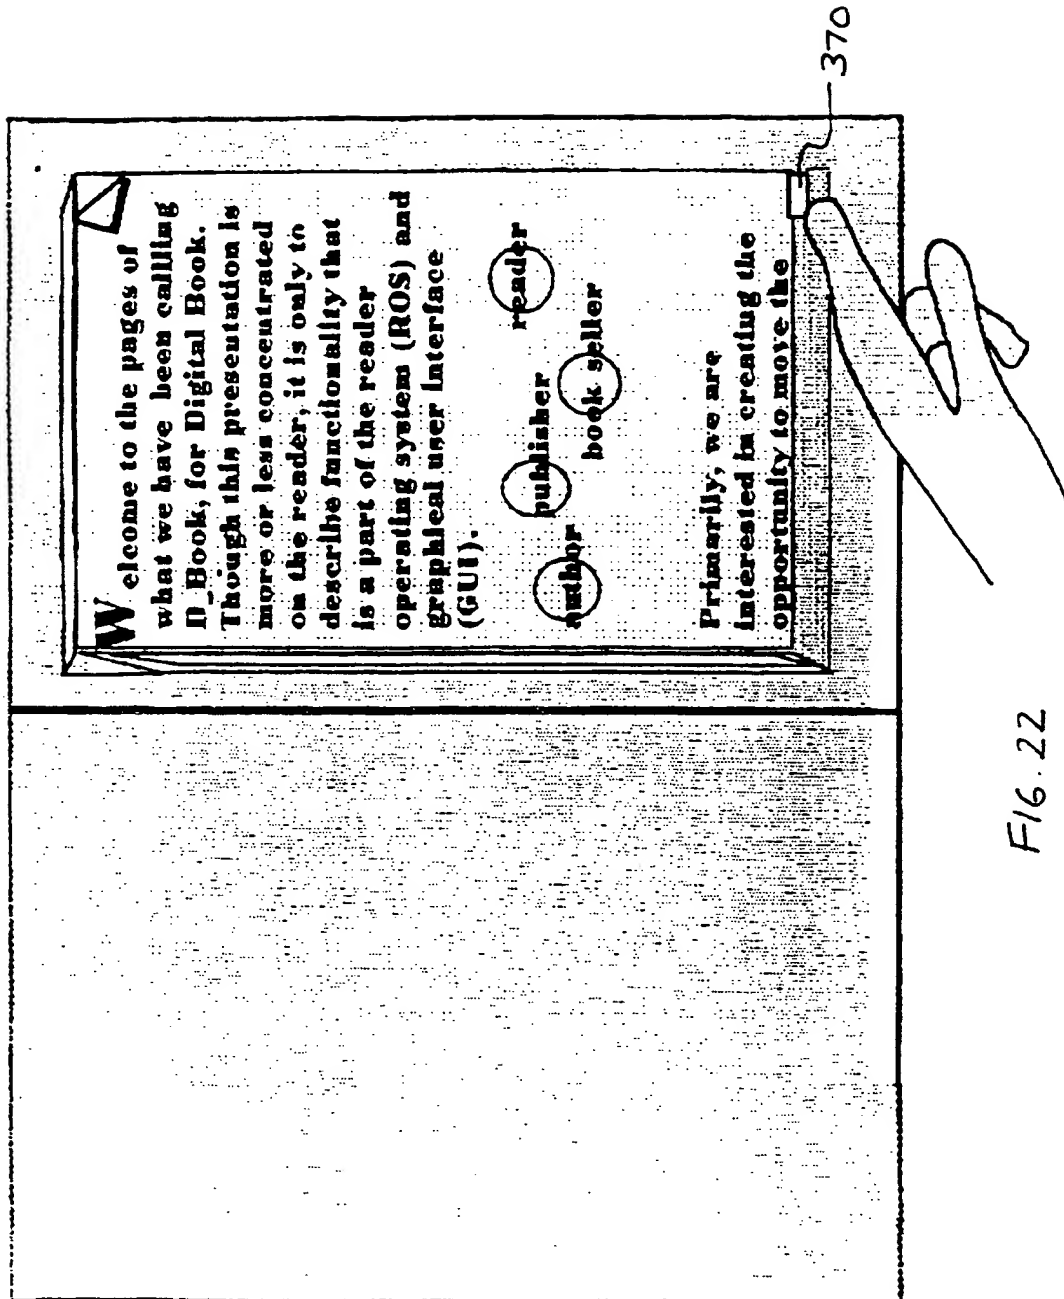 Welcome to the pages of
what we have been callling
D_Book, for Digital Book.
Though this presentation is
more or less concentrated
on the reader, it is only to
describe functionality that
is a part of the reader
operating system (ROS) and
graphical user interface
(GUI).
author
publisher
book seller
reader
Primarily, we are
interested in creating the
opportunity to move the
370
FIG. 22